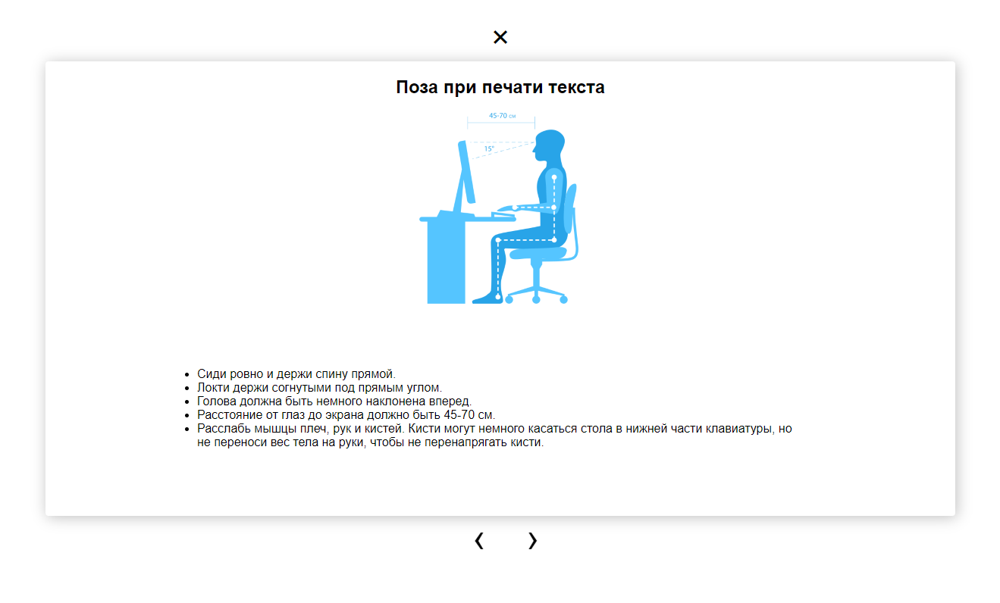 Поза при печати текста
45-70 см
15°
Сиди ровно и держи спину прямой.
Локти держи согнутыми под прямым углом.
Голова должна быть немного наклонена вперед.
Расстояние от глаз до экрана должно быть 45-70 см.
Расслабь мышцы плеч, рук и кистей. Кисти могут немного касаться стола в нижней части клавиатуры, но
не переноси вес тела на руки, чтобы не перенапрягать кисти.